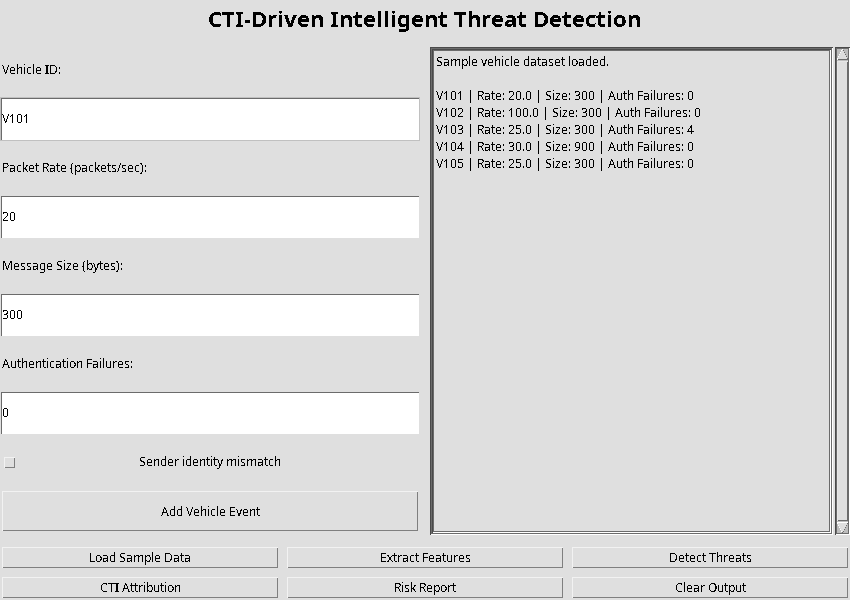 CTI-Driven Intelligent Threat Detection
Vehicle ID:
V101
Packet Rate (packets/sec):
20
Message Size (bytes):
300
Authentication Failures:
0
Sender identity mismatch
Add Vehicle Event
Sample vehicle dataset loaded.
V101 | Rate: 20.0 | Size: 300 | Auth Failures: 0
V102 | Rate: 100.0 | Size: 300 | Auth Failures: 0
V103 | Rate: 25.0 | Size: 300 | Auth Failures: 4
V104 | Rate: 30.0 | Size: 900 | Auth Failures: 0
V105 | Rate: 25.0 | Size: 300 | Auth Failures: 0
Load Sample Data
Extract Features
Detect Threats
CTI Attribution
Risk Report
Clear Output